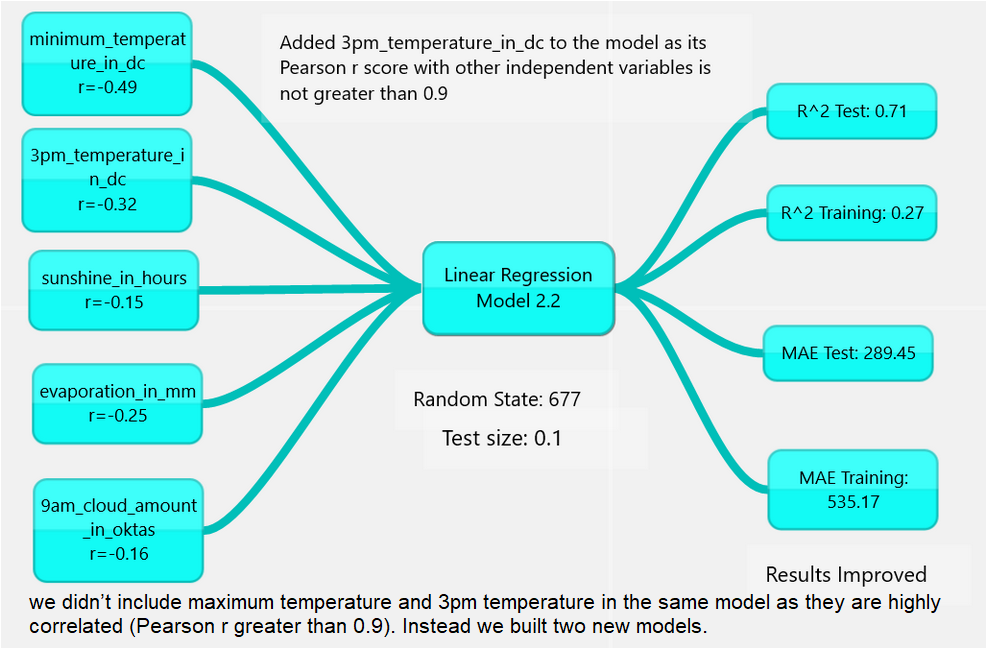 minimum_temperat
ure_in_dc
r=-0.49
Added 3pm_temperature_in_dc to the model as its
Pearson r score with other independent variables is
not greater than 0.9
3pm_temperature_i
n_dc
r=-0.32
sunshine_in_hours
r=-0.15
evaporation_in_mm
r=-0.25
9am_cloud_amount
_in_oktas
r=-0.16
Linear Regression
Model 2.2
Random State: 677
Test size: 0.1
R^2 Test: 0.71
R^2 Training: 0.27
MAE Test: 289.45
MAE Training:
535.17
Results Improved
we didn’t include maximum temperature and 3pm temperature in the same model as they are highly
correlated (Pearson r greater than 0.9). Instead we built two new models.